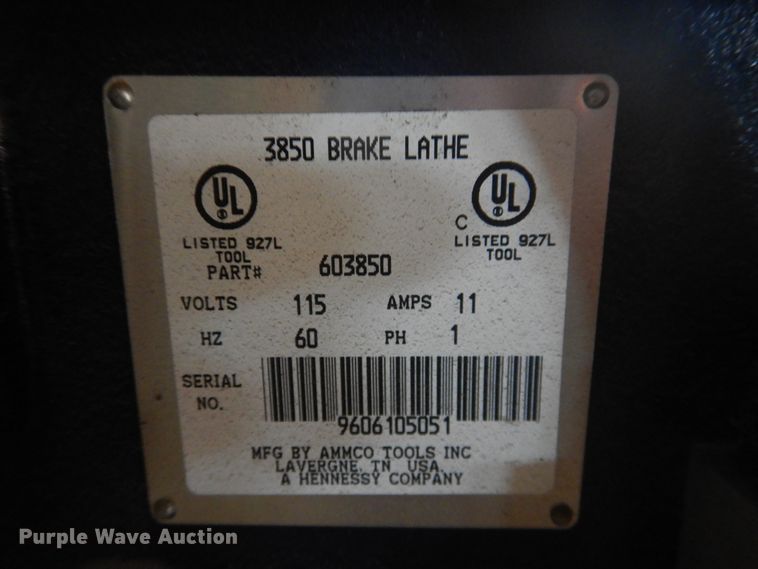 3850 BRAKE LATHE
UL
C UL
LISTED 927L
TOOL
LISTED 927L
TOOL
PART# 603850
VOLTS 115 AMPS 11
HZ 60 PH 1
SERIAL
NO.
9606105051
MFG BY AMMCO TOOLS INC
LAVERGNE, TN USA
A HENNESSY COMPANY
Purple Wave Auction